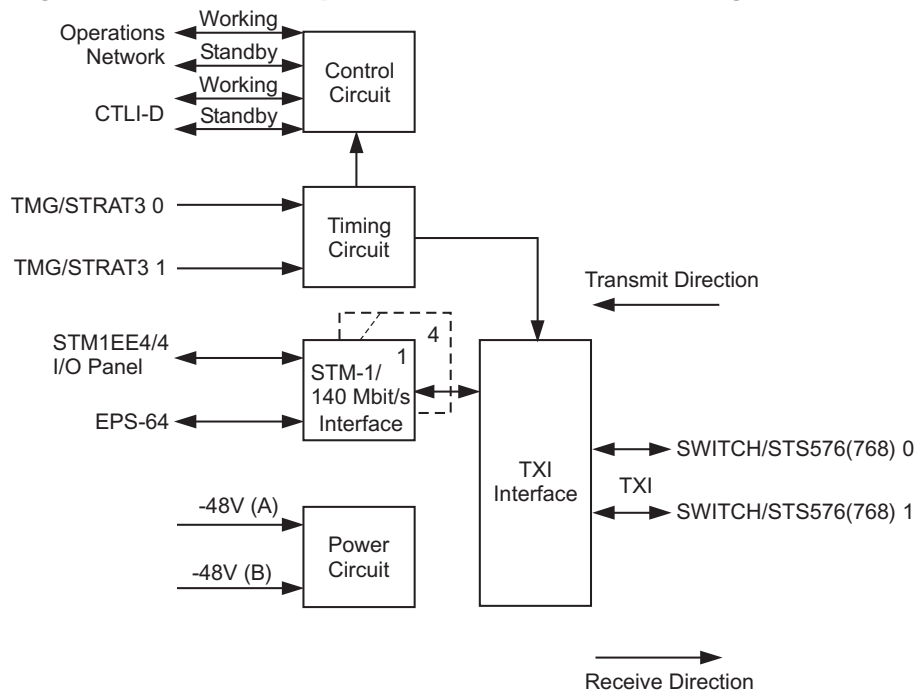 Operations
Network
Working
Standby
CTLI-D
Working
Standby
Control
Circuit
TMG/STRAT3 0
TMG/STRAT3 1
Timing
Circuit
Transmit Direction
STM1EE4/4
I/O Panel
EPS-64
4
1
STM-1/
140 Mbit/s
Interface
TXI
Interface
SWITCH/STS576(768) 0
TXI
SWITCH/STS576(768) 1
-48V (A)
-48V (B)
Power
Circuit
Receive Direction